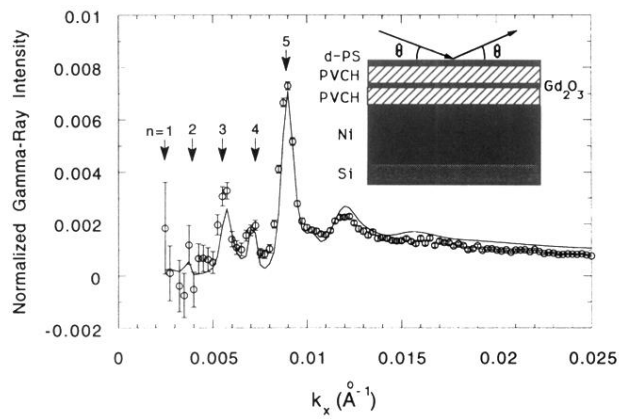 0.01
0.008
0.006
0.004
0.002
0
-0.002
Normalized Gamma-Ray Intensity
n=1
2
3
4
5
θ θ
d-PS
PVCH
PVCH
Gd2O3
Ni
Si
0 0.005 0.010 0.015 0.02 0.025
kx (Å-1)